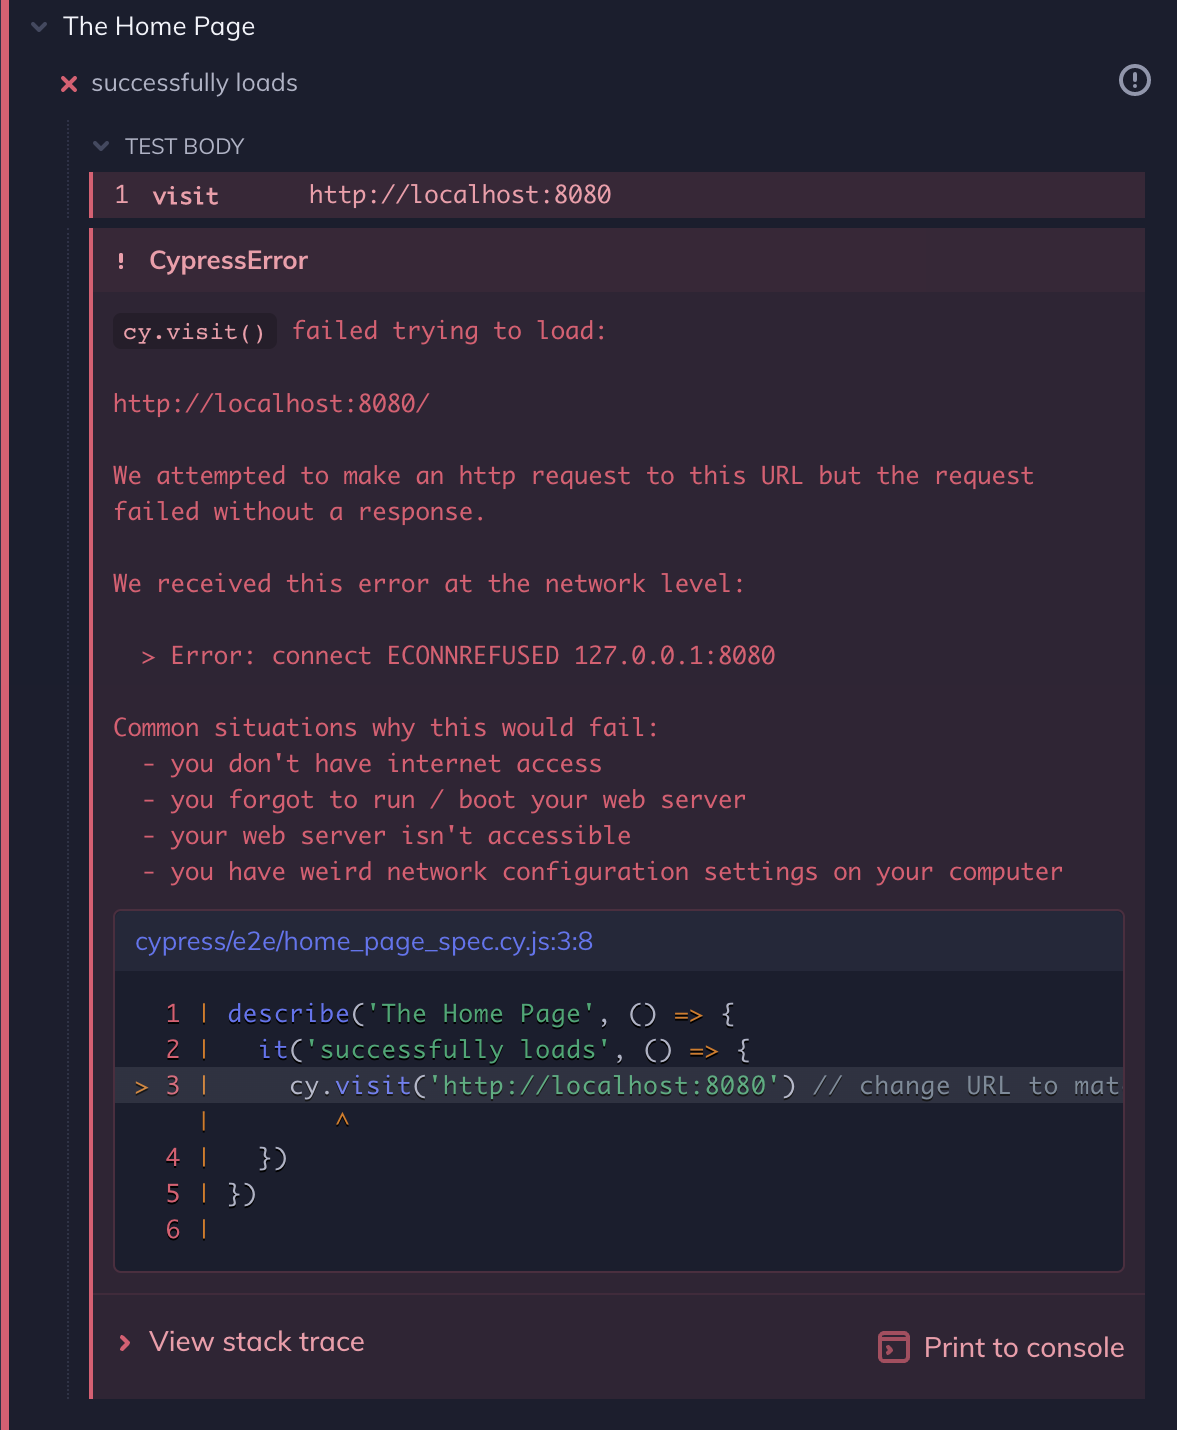 The Home Page
successfully loads
TEST BODY
1 visit http://localhost:8080
! CypressError
cy.visit() failed trying to load:
http://localhost:8080/
We attempted to make an http request to this URL but the request
failed without a response.
We received this error at the network level:
> Error: connect ECONNREFUSED 127.0.0.1:8080
Common situations why this would fail:
- you don't have internet access
- you forgot to run / boot your web server
- your web server isn't accessible
- you have weird network configuration settings on your computer
cypress/e2e/home_page_spec.cy.js:3:8
1 | describe('The Home Page', () => {
2 |   it('successfully loads', () => {
> 3 |     cy.visit('http://localhost:8080') // change URL to mat
|        ^
4 |   })
5 | })
6 |
View stack trace
Print to console